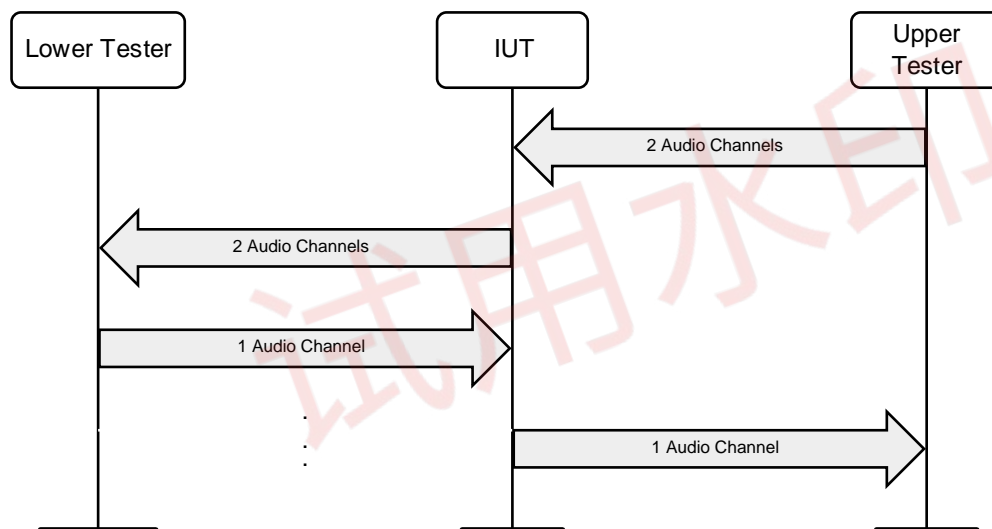 Lower Tester
IUT
Upper
Tester
2 Audio Channels
2 Audio Channels
1 Audio Channel
.
.
.
1 Audio Channel
试用水印